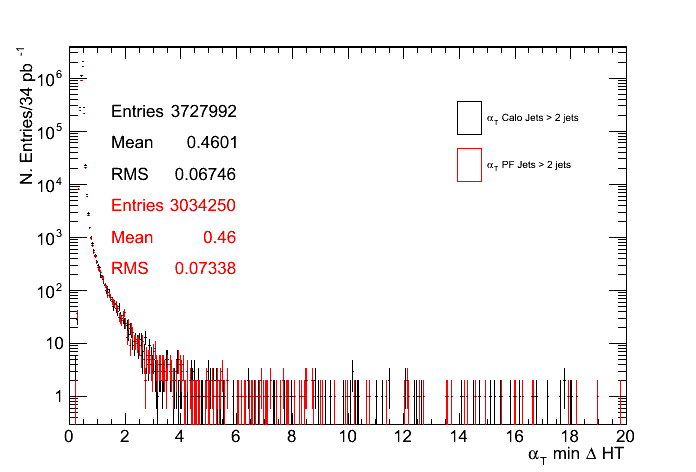 N. Entries/34 pb⁻¹
10⁶
10⁵
10⁴
10³
10²
10
1
Entries 3727992
Mean 0.4601
RMS 0.06746
Entries 3034250
Mean 0.46
RMS 0.07338
α_T Calo Jets > 2 jets
α_T PF Jets > 2 jets
0 2 4 6 8 10 12 14 16 18 20
α_T min Δ HT